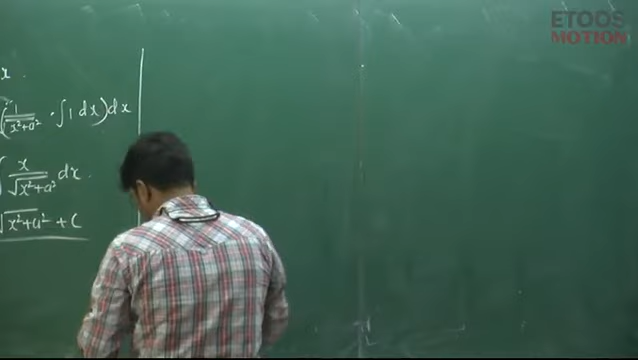 x.
1/√(x²+a²) · ∫1 dx) dx
x/√(x²+a²) dx.
√(x²+a²) + C
ETOOS
MOTION